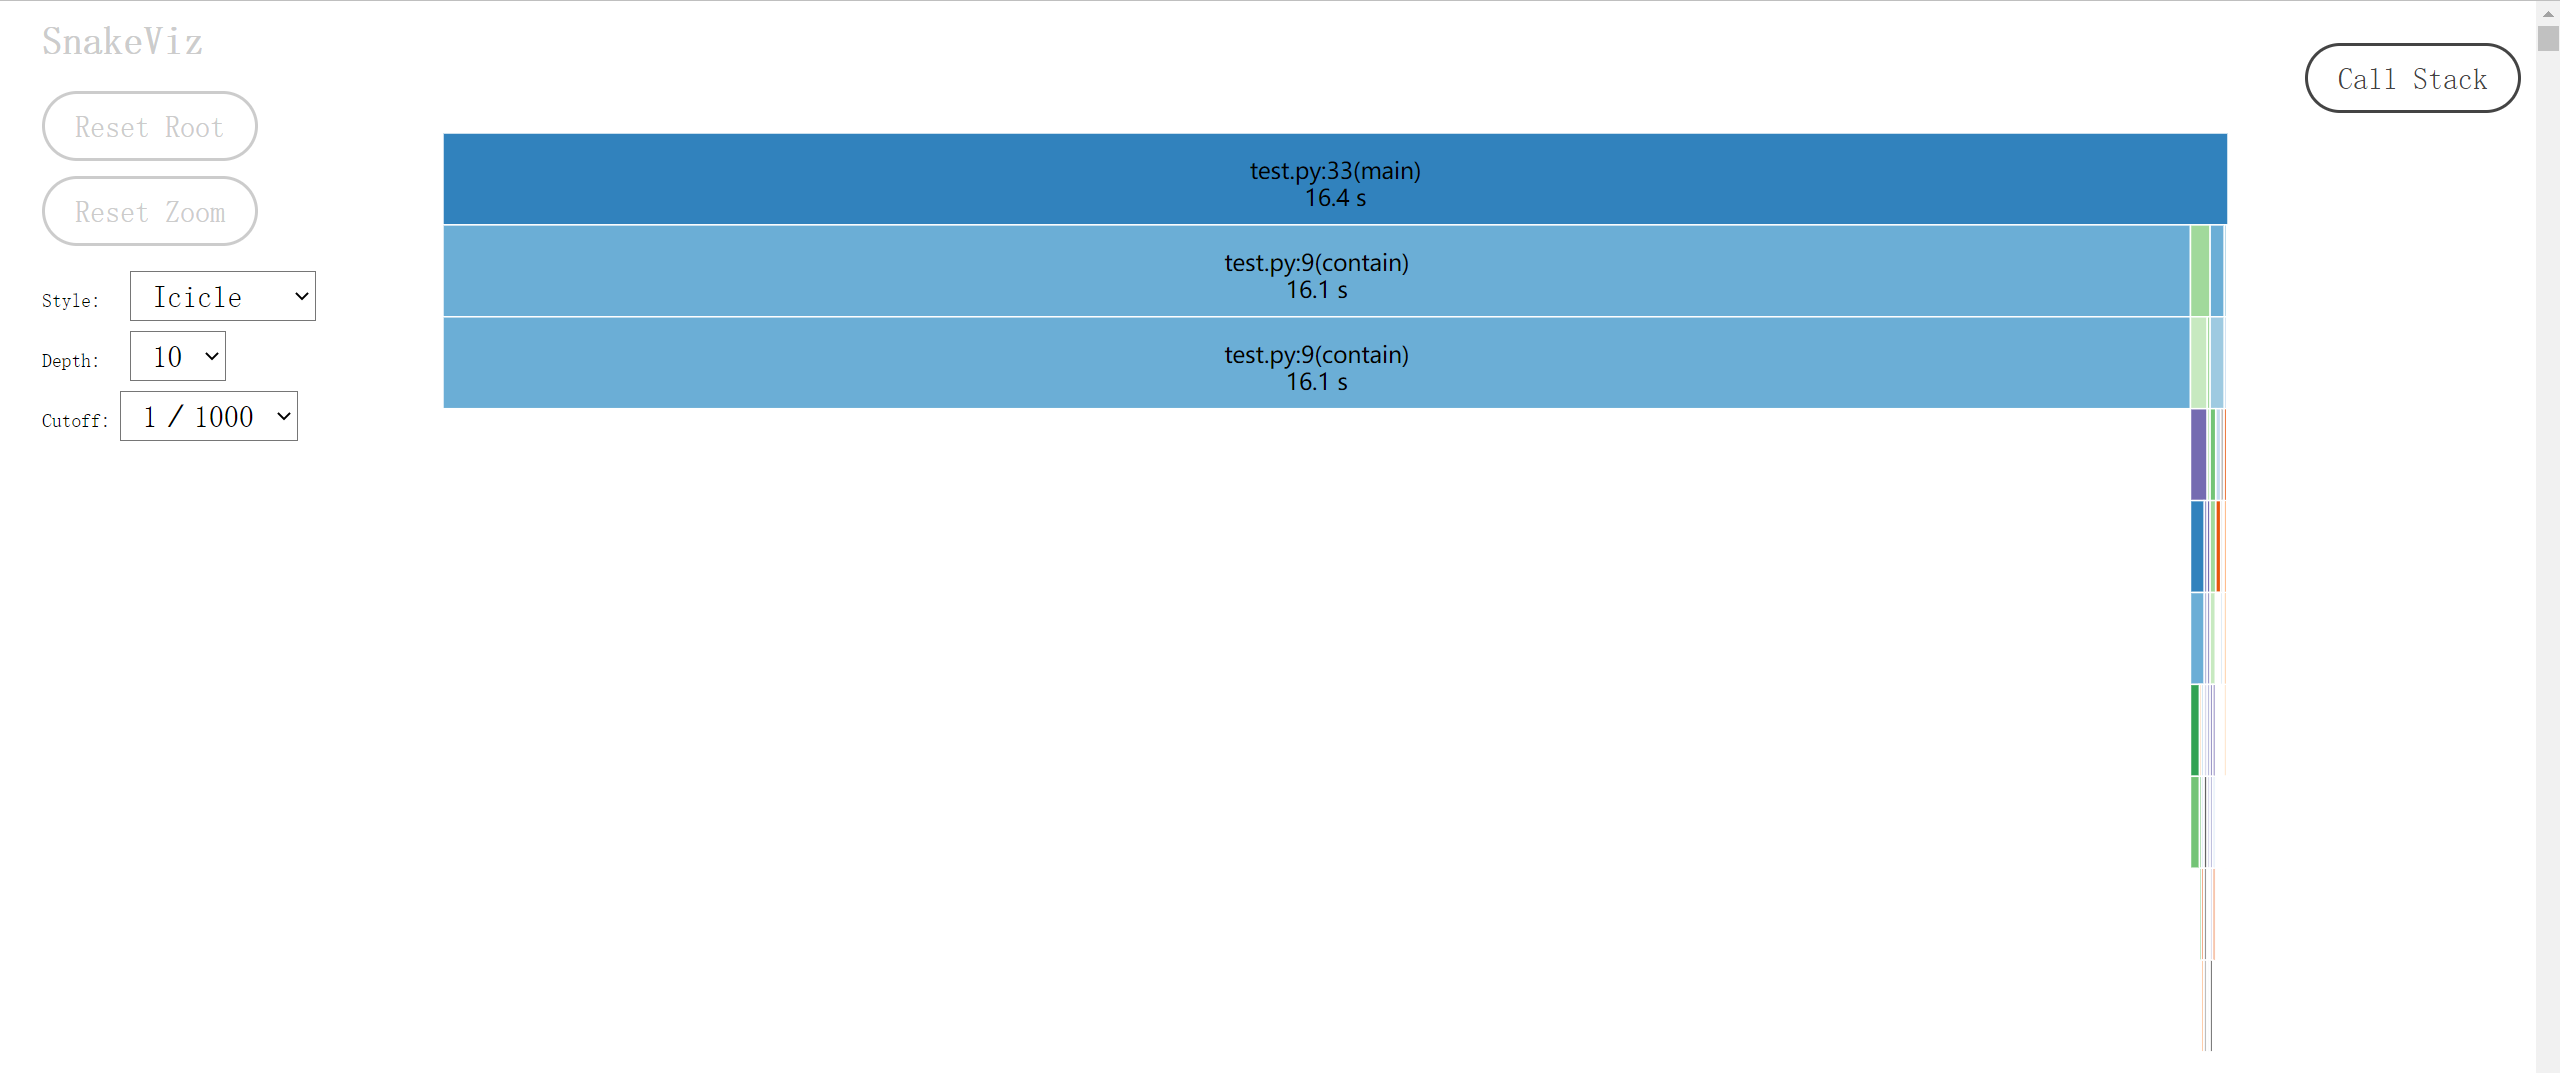 SnakeViz
Call Stack
Reset Root
Reset Zoom
Style: Icicle
Depth: 10
Cutoff: 1 / 1000
test.py:33(main)
16.4 s
test.py:9(contain)
16.1 s
test.py:9(contain)
16.1 s